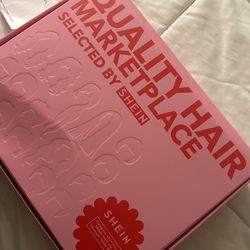 QUALITY HAIR
MARKETPLACE
SELECTED BY SHEIN
SHEIN